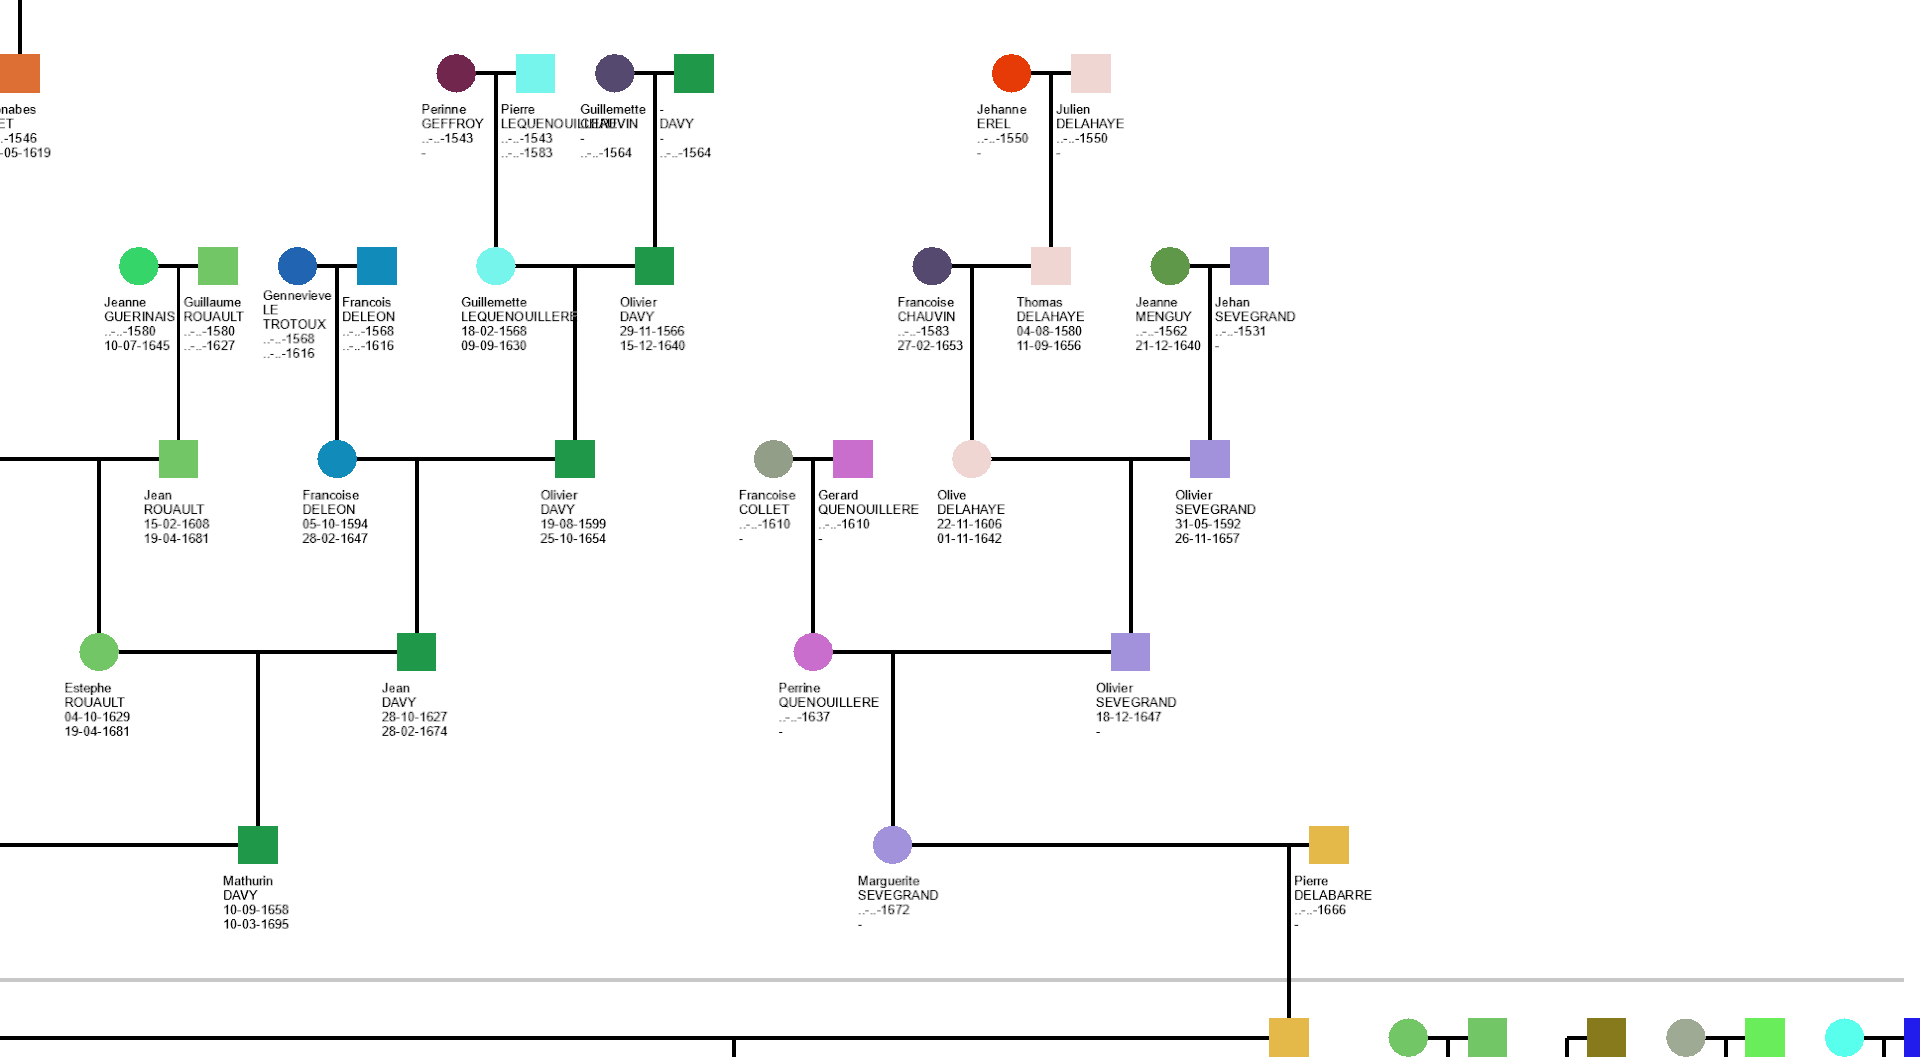 nabes
ET
.-..-1546
-05-1619
Perinne
GEFFROY
..-..-1543
-
Pierre
LEQUENOUILLERE
..-..-1543
..-..-1583
Guillemette
CHAUVIN
-
..-..-1564
-
DAVY
-
..-..-1564
Jehanne
EREL
..-..-1550
-
Julien
DELAHAYE
..-..-1550
-
Jeanne
GUERINAIS
..-..-1580
10-07-1645
Guillaume
ROUAULT
..-..-1580
..-..-1627
Gennevieve
LE
TROTOUX
..-..-1568
..-..-1616
Francois
DELEON
..-..-1568
..-..-1616
Guillemette
LEQUENOUILLERE
18-02-1568
09-09-1630
Olivier
DAVY
29-11-1566
15-12-1640
Francoise
CHAUVIN
..-..-1583
27-02-1653
Thomas
DELAHAYE
04-08-1580
11-09-1656
Jeanne
MENGUY
..-..-1562
21-12-1640
Jehan
SEVEGRAND
..-..-1531
-
Jean
ROUAULT
15-02-1608
19-04-1681
Francoise
DELEON
05-10-1594
28-02-1647
Olivier
DAVY
19-08-1599
25-10-1654
Francoise
COLLET
..-..-1610
-
Gerard
QUENOUILLERE
..-..-1610
-
Olive
DELAHAYE
22-11-1606
01-11-1642
Olivier
SEVEGRAND
31-05-1592
26-11-1657
Estephe
ROUAULT
04-10-1629
19-04-1681
Jean
DAVY
28-10-1627
28-02-1674
Perrine
QUENOUILLERE
..-..-1637
-
Olivier
SEVEGRAND
18-12-1647
-
Mathurin
DAVY
10-09-1658
10-03-1695
Marguerite
SEVEGRAND
..-..-1672
-
Pierre
DELABARRE
..-..-1666
-